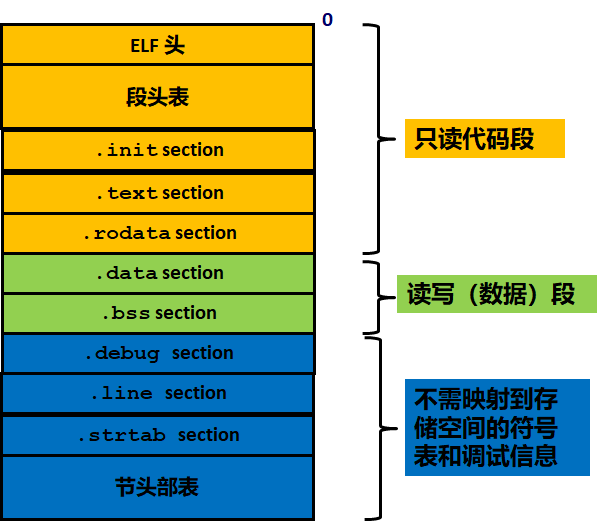 0
ELF 头
段头表
.init section
.text section
.rodata section
.data section
.bss section
.debug section
.line section
.strtab section
节头部表
只读代码段
读写（数据）段
不需映射到存
储空间的符号
表和调试信息